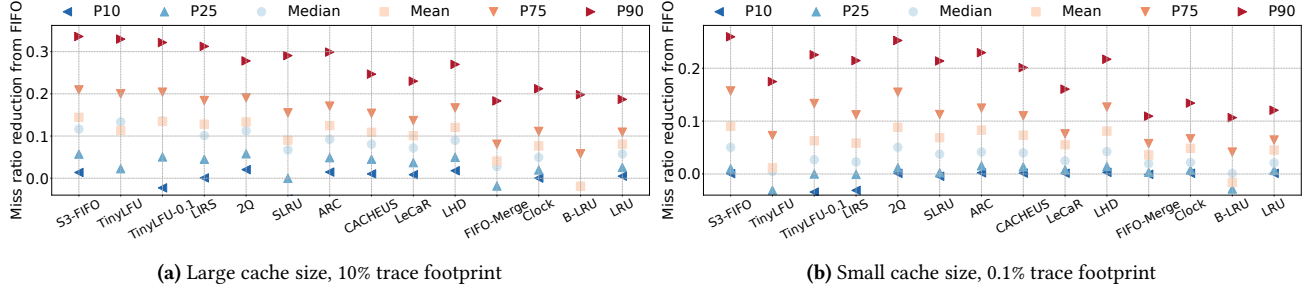 P10 P25 Median Mean P75 P90
Miss ratio reduction from FIFO
0.3
0.2
0.1
0.0
S3-FIFO TinyLFU TinyLFU-0.1 LIRS 2Q SLRU ARC CACHEUS LeCaR LHD FIFO-Merge Clock B-LRU LRU
(a) Large cache size, 10% trace footprint
P10 P25 Median Mean P75 P90
Miss ratio reduction from FIFO
0.2
0.1
0.0
S3-FIFO TinyLFU TinyLFU-0.1 LIRS 2Q SLRU ARC CACHEUS LeCaR LHD FIFO-Merge Clock B-LRU LRU
(b) Small cache size, 0.1% trace footprint